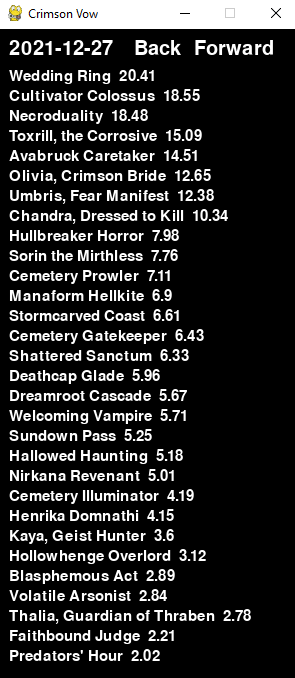 Crimson Vow
2021-12-27 Back Forward
Wedding Ring 20.41
Cultivator Colossus 18.55
Necroduality 18.48
Toxrill, the Corrosive 15.09
Avabruck Caretaker 14.51
Olivia, Crimson Bride 12.65
Umbris, Fear Manifest 12.38
Chandra, Dressed to Kill 10.34
Hullbreaker Horror 7.98
Sorin the Mirthless 7.76
Cemetery Prowler 7.11
Manaform Hellkite 6.9
Stormcarved Coast 6.61
Cemetery Gatekeeper 6.43
Shattered Sanctum 6.33
Deathcap Glade 5.96
Dreamroot Cascade 5.67
Welcoming Vampire 5.71
Sundown Pass 5.25
Hallowed Haunting 5.18
Nirkana Revenant 5.01
Cemetery Illuminator 4.19
Henrika Domnathi 4.15
Kaya, Geist Hunter 3.6
Hollowhenge Overlord 3.12
Blasphemous Act 2.89
Volatile Arsonist 2.84
Thalia, Guardian of Thraben 2.78
Faithbound Judge 2.21
Predators' Hour 2.02